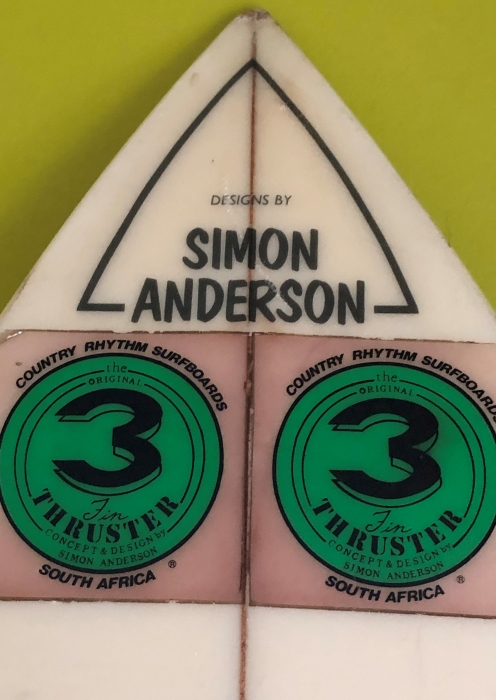 DESIGNS BY
SIMON
ANDERSON
COUNTRY RHYTHM SURFBOARDS
the
ORIGINAL
3
Fin
THRUSTER
CONCEPT & DESIGN by
SIMON ANDERSON
SOUTH AFRICA ®
COUNTRY RHYTHM SURFBOARDS
the
ORIGINAL
3
Fin
THRUSTER
CONCEPT & DESIGN by
SIMON ANDERSON
SOUTH AFRICA ®